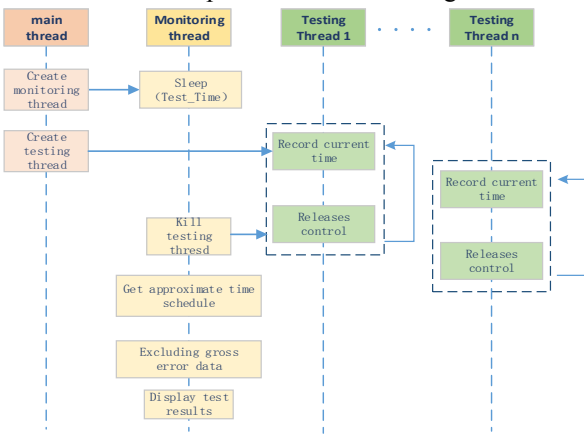 main
thread
Monitoring
thread
Testing
Thread 1
. . . . .
Testing
Thread n
Create
monitoring
thread
Sleep
(Test_Time)
Create
testing
thread
Record current
time
Record current
time
Releases
control
Kill
testing
thresd
Releases
control
Get approximate time
schedule
Excluding gross
error data
Display test
results